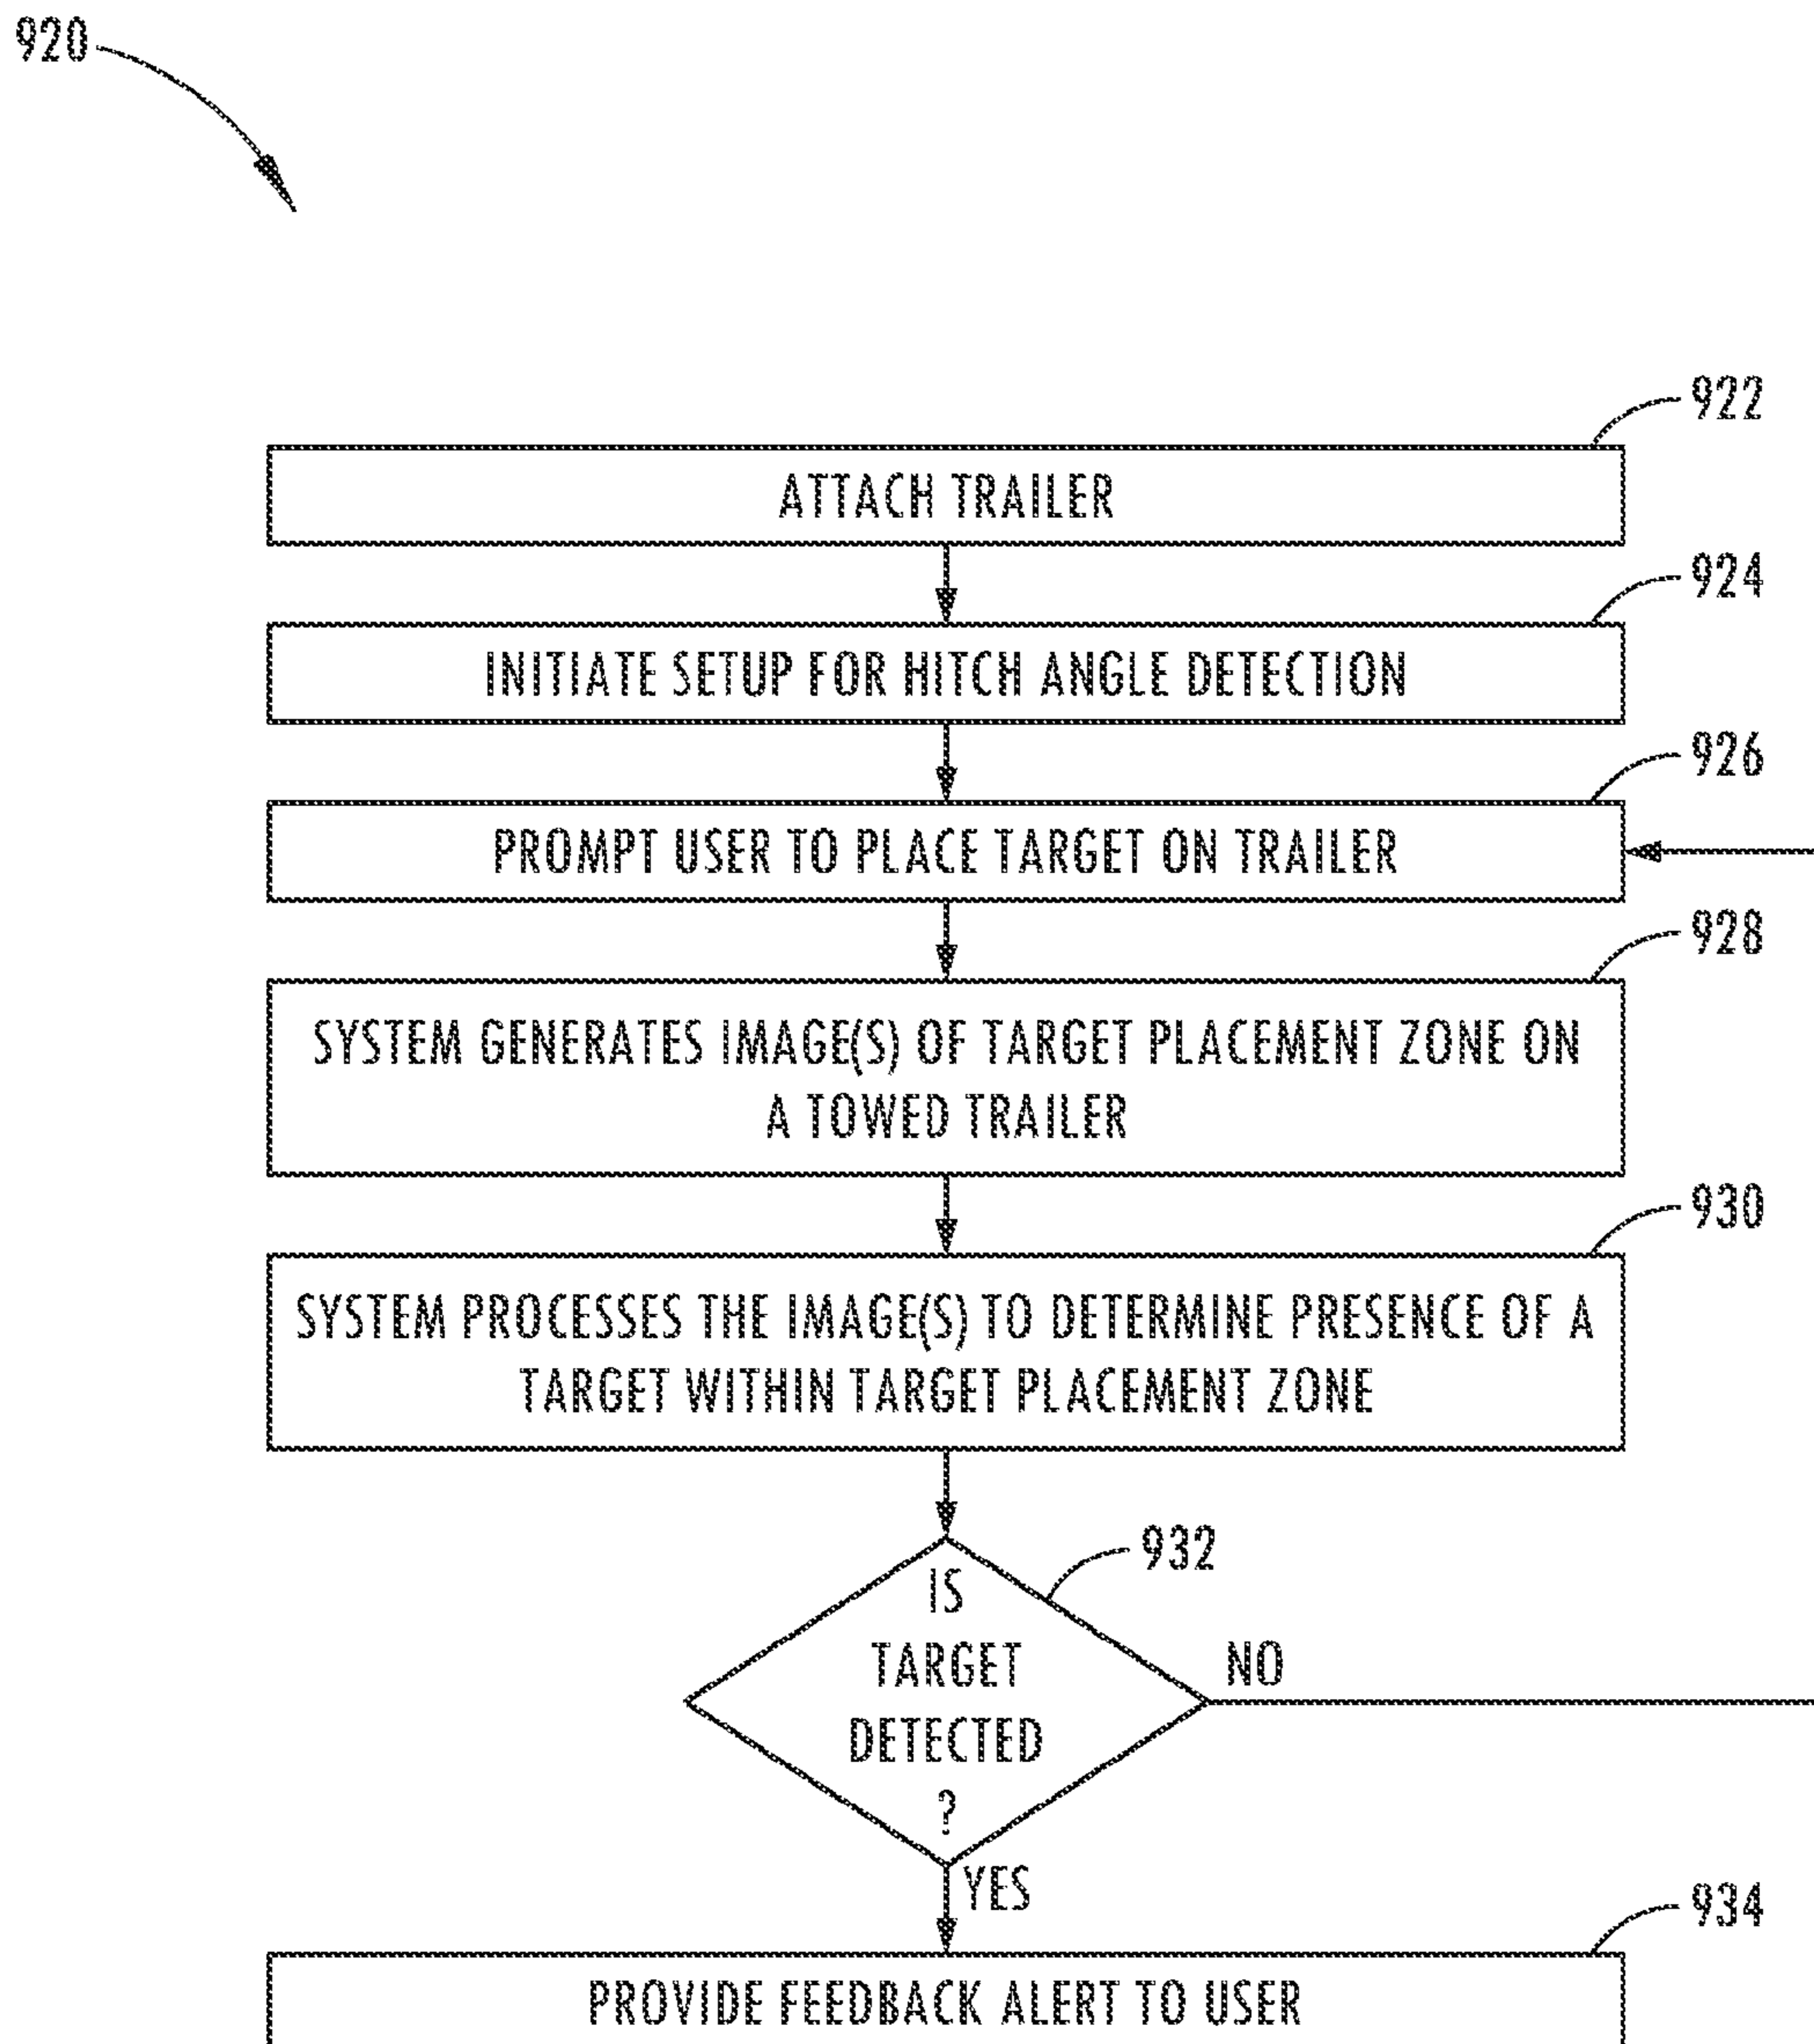 920
922
ATTACH TRAILER
924
INITIATE SETUP FOR HITCH ANGLE DETECTION
926
PROMPT USER TO PLACE TARGET ON TRAILER
928
SYSTEM GENERATES IMAGE(S) OF TARGET PLACEMENT ZONE ON
A TOWED TRAILER
930
SYSTEM PROCESSES THE IMAGE(S) TO DETERMINE PRESENCE OF A
TARGET WITHIN TARGET PLACEMENT ZONE
932
IS
TARGET
DETECTED
?
NO
YES
934
PROVIDE FEEDBACK ALERT TO USER